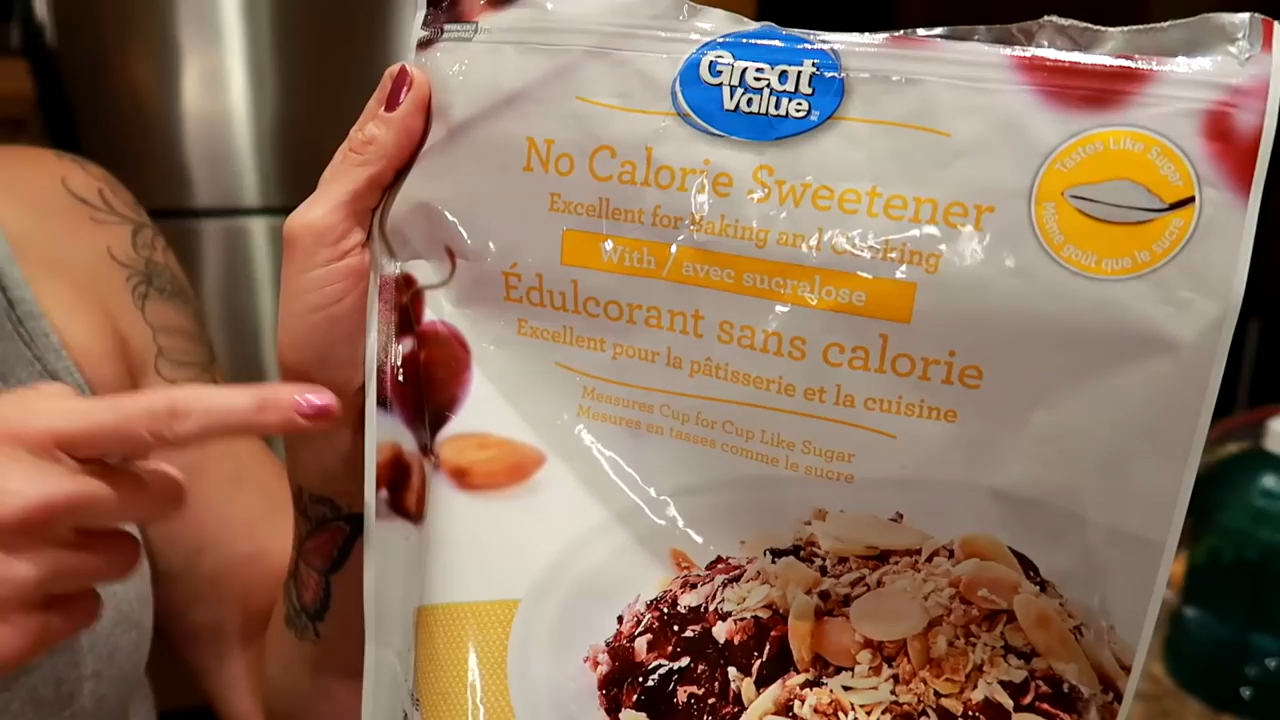 Great
Value
No Calorie Sweetener
Excellent for Baking and Cooking
With / avec sucralose
Édulcorant sans calorie
Excellent pour la pâtisserie et la cuisine
Measures Cup for Cup Like Sugar
Mesures en tasses comme le sucre
Tastes Like Sugar
Même goût que le sucre